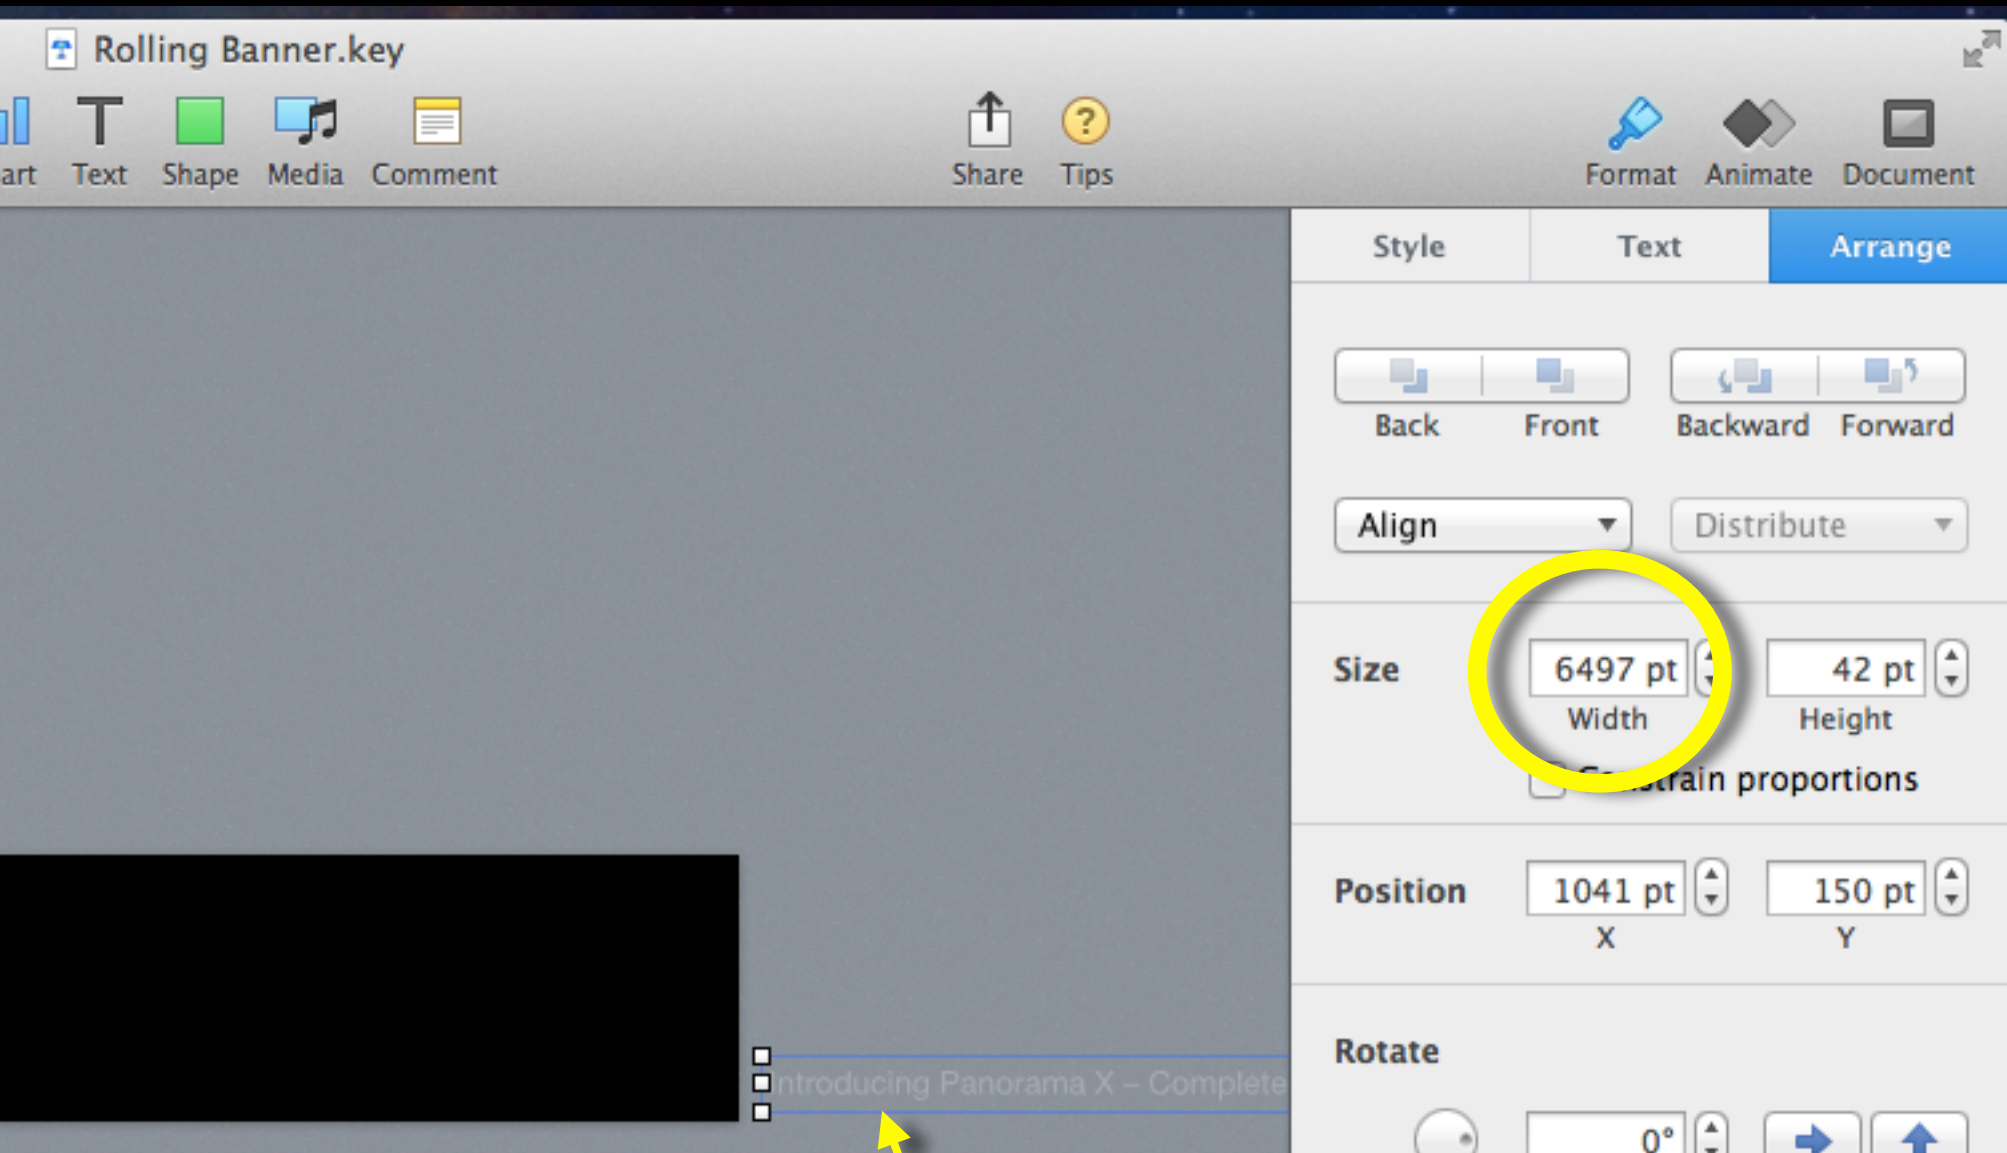 Rolling Banner.key
art Text Shape Media Comment Share Tips Format Animate Document
Style Text Arrange
Back Front Backward Forward
Align Distribute
Size 6497 pt 42 pt
Width Height
Constrain proportions
Position 1041 pt 150 pt
X Y
Rotate
Introducing Panorama X – Complete
0°